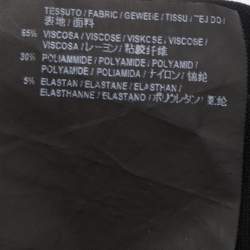 TESSUTO / FABRIC / GEWEBE / TISSU / TEJIDO /
表地 / 面料
65% VISCOSA / VISCOSE / VISKOSE / VISCOSE /
VISCOSA / レーヨン / 粘胶纤维
30% POLIAMMIDE / POLYAMIDE / POLYAMID /
POLYAMIDE / POLIAMIDA / ナイロン / 锦纶
5% ELASTAN / ELASTANE / ELASTHAN /
ELASTHANNE / ELASTANO / ポリウレタン / 氨纶